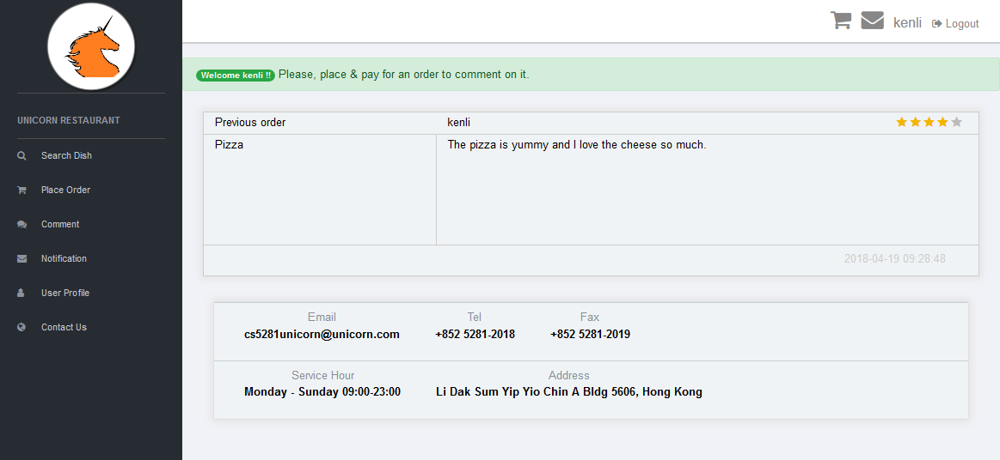 kenli Logout
UNICORN RESTAURANT
Search Dish
Place Order
Comment
Notification
User Profile
Contact Us
Welcome kenli !! Please, place & pay for an order to comment on it.
Previous order kenli
Pizza The pizza is yummy and I love the cheese so much.
2018-04-19 09:28:48
Email Tel Fax
cs5281unicorn@unicorn.com +852 5281-2018 +852 5281-2019
Service Hour Address
Monday - Sunday 09:00-23:00 Li Dak Sum Yip Yio Chin A Bldg 5606, Hong Kong